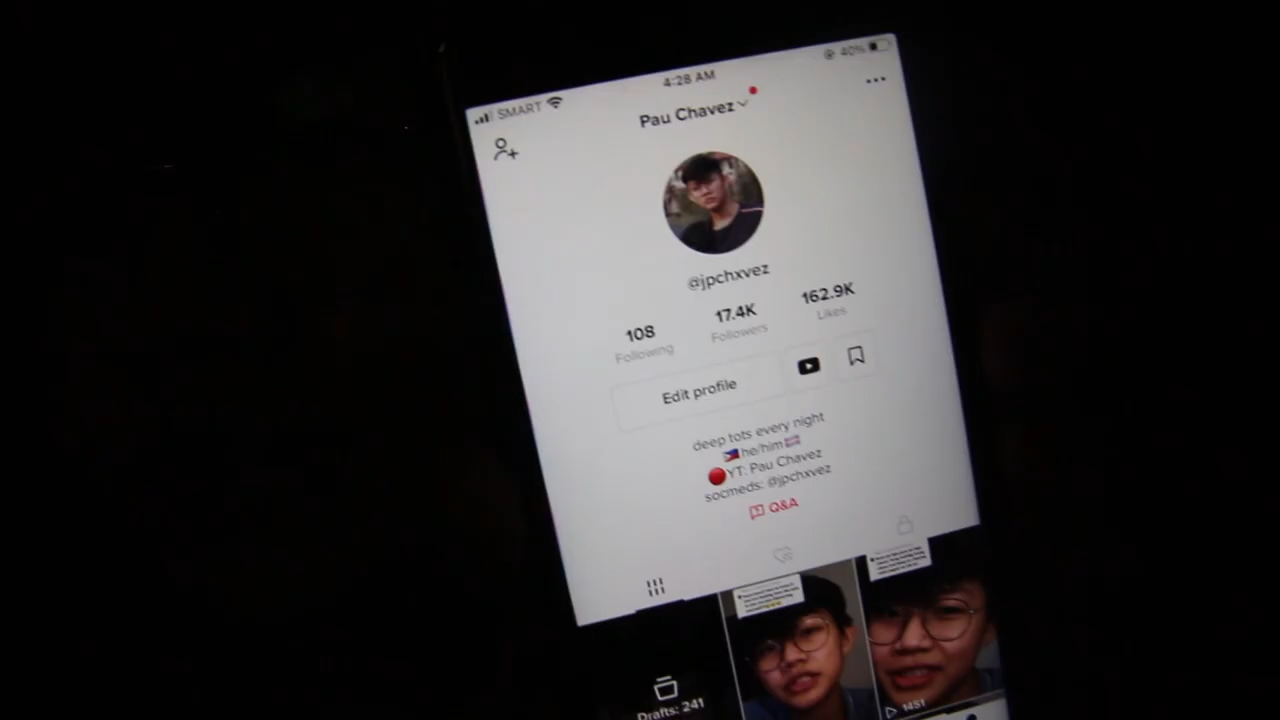 SMART
4:28 AM
40%
Pau Chavez
@jpchxvez
108
Following
17.4K
Followers
162.9K
Likes
Edit profile
deep tots every night
he/him
YT: Pau Chavez
socmeds: @jpchxvez
Q&A
Drafts: 241
1451